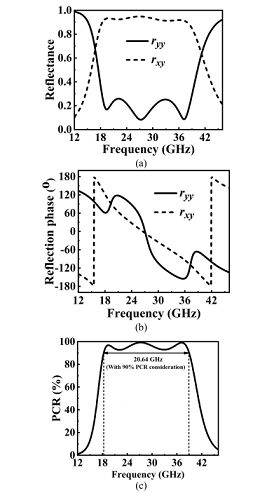 1.0
0.8
0.6
0.4
0.2
0.0
Reflectance
r_yy
r_xy
12 18 24 30 36 42
Frequency (GHz)
(a)
180
120
60
0
-60
-120
-180
Reflection phase (o)
r_yy
r_xy
12 18 24 30 36 42
Frequency (GHz)
(b)
100
80
60
40
20
0
PCR (%)
20.64 GHz
(With 90% PCR consideration)
12 18 24 30 36 42
Frequency (GHz)
(c)